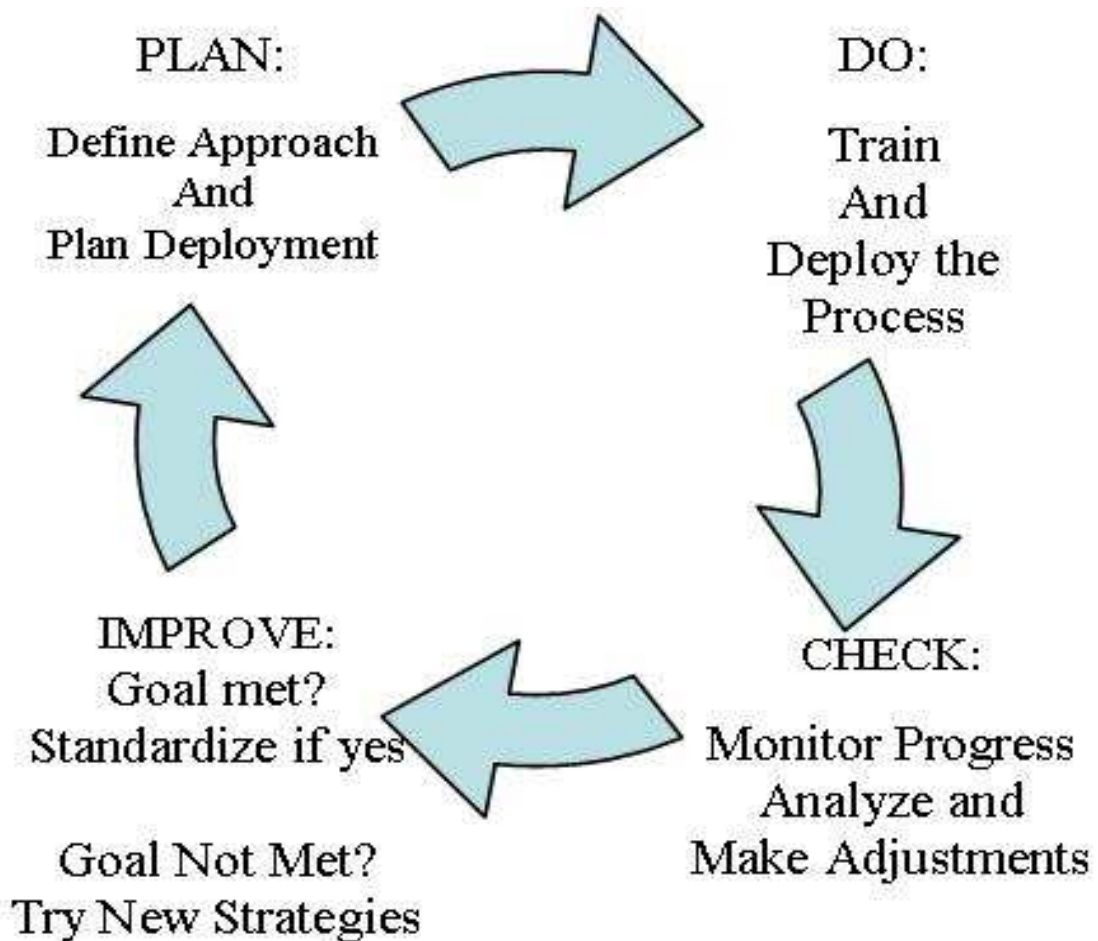 PLAN:
Define Approach
And
Plan Deployment
DO:
Train
And
Deploy the
Process
CHECK:
Monitor Progress
Analyze and
Make Adjustments
IMPROVE:
Goal met?
Standardize if yes
Goal Not Met?
Try New Strategies